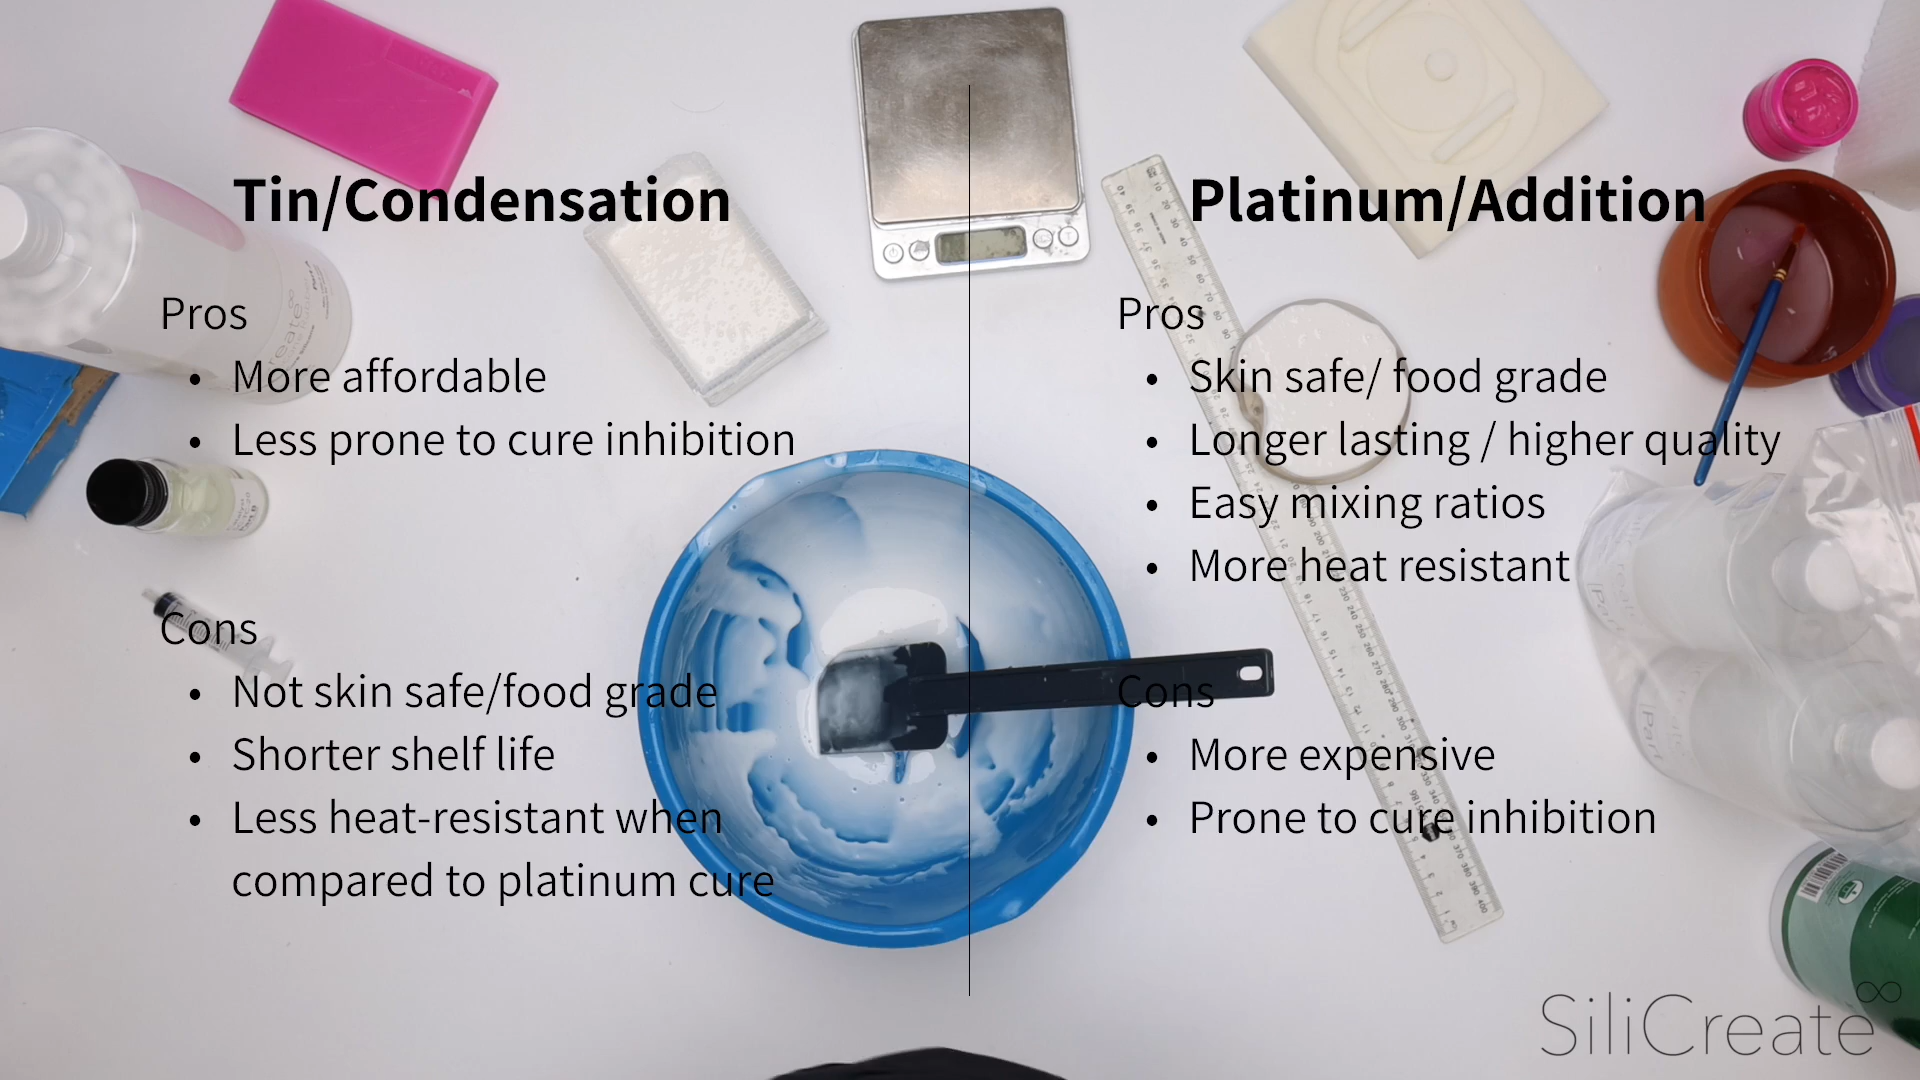 Tin/Condensation
Pros
• More affordable
• Less prone to cure inhibition
Cons
• Not skin safe/food grade
• Shorter shelf life
• Less heat-resistant when
compared to platinum cure
Platinum/Addition
Pros
• Skin safe/ food grade
• Longer lasting / higher quality
• Easy mixing ratios
• More heat resistant
Cons
• More expensive
• Prone to cure inhibition
SiliCreate